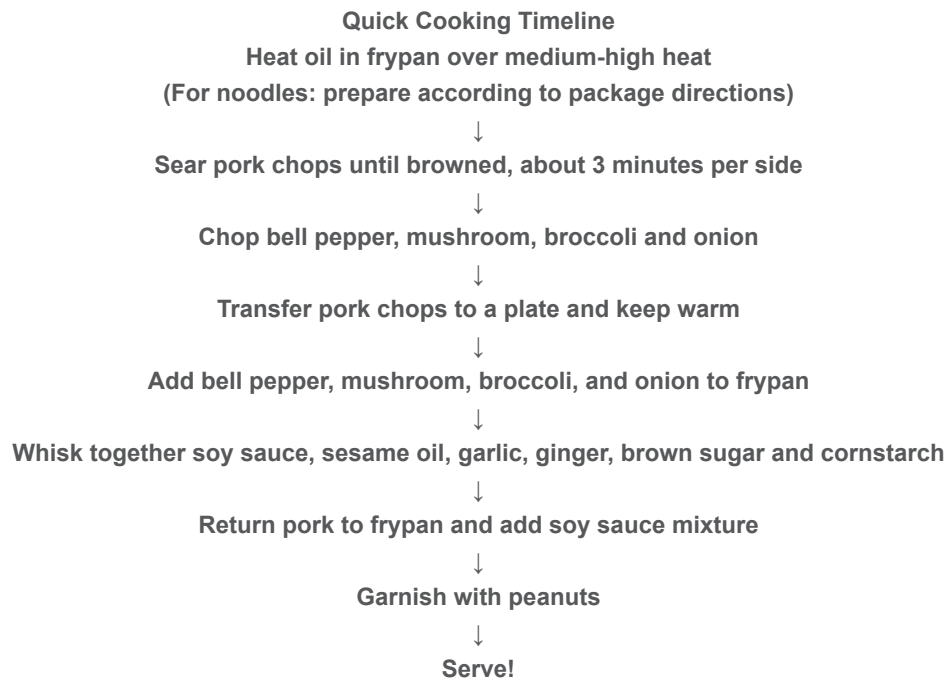 Quick Cooking Timeline
Heat oil in frypan over medium-high heat
(For noodles: prepare according to package directions)
↓
Sear pork chops until browned, about 3 minutes per side
↓
Chop bell pepper, mushroom, broccoli and onion
↓
Transfer pork chops to a plate and keep warm
↓
Add bell pepper, mushroom, broccoli, and onion to frypan
↓
Whisk together soy sauce, sesame oil, garlic, ginger, brown sugar and cornstarch
↓
Return pork to frypan and add soy sauce mixture
↓
Garnish with peanuts
↓
Serve!